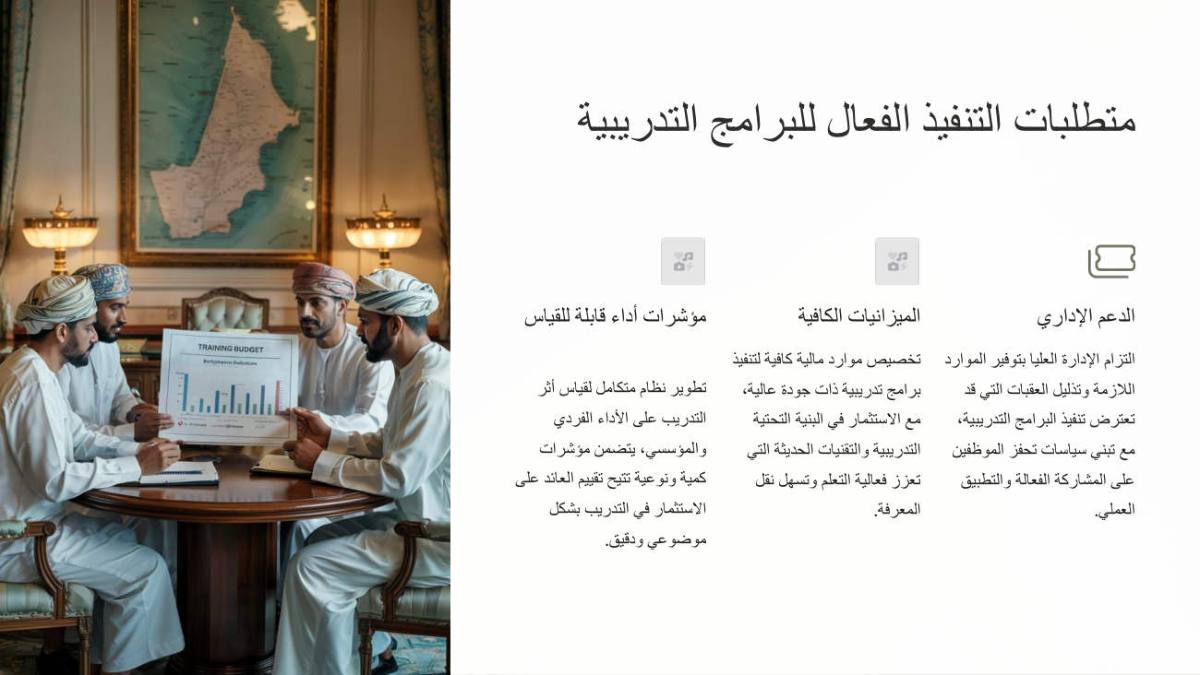 متطلبات التنفيذ الفعال للبرامج التدريبية
الدعم الإداري
التزام الإدارة العليا بتوفير الموارد
اللازمة وتذليل العقبات التي قد
تعترض تنفيذ البرامج التدريبية،
مع تبني سياسات تحفز الموظفين
على المشاركة الفعالة والتطبيق
العملي.
الميزانيات الكافية
تخصيص موارد مالية كافية لتنفيذ
برامج تدريبية ذات جودة عالية،
مع الاستثمار في البنية التحتية
التدريبية والتقنيات الحديثة التي
تعزز فعالية التعلم وتسهل نقل
المعرفة.
مؤشرات أداء قابلة للقياس
تطوير نظام متكامل لقياس أثر
التدريب على الأداء الفردي
والمؤسسي، يتضمن مؤشرات
كمية ونوعية تتيح تقييم العائد على
الاستثمار في التدريب بشكل
موضوعي ودقيق.
TRAINING BUDGET